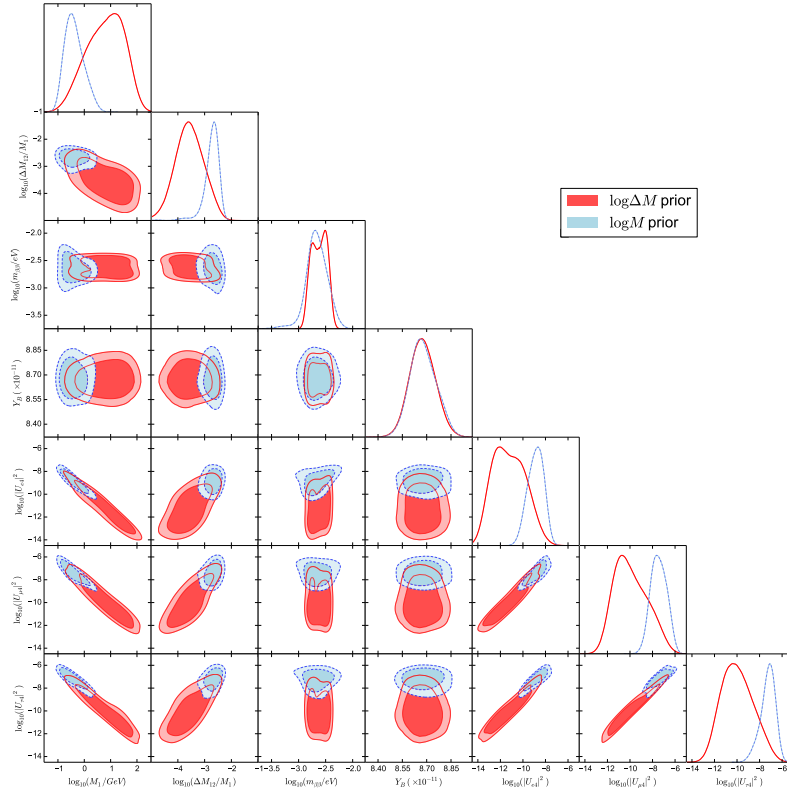 −1
log₁₀(ΔM₁₂/M₁)
−2
−3
−4
logΔM prior
logM prior
log₁₀(m_ββ/eV)
−2.0
−2.5
−3.0
−3.5
Y_B (×10⁻¹¹)
8.85
8.70
8.55
8.40
log₁₀(|U_e4|²)
−6
−8
−10
−12
−14
log₁₀(|U_μ4|²)
−6
−8
−10
−12
−14
log₁₀(|U_τ4|²)
−6
−8
−10
−12
−14
−1 0 1 2 −4 −3 −2 −1 −3.5 −3.0 −2.5 −2.0 8.40 8.55 8.70 8.85 −14 −12 −10 −8 −6 −14 −12 −10 −8 −6 −14 −12 −10 −8 −6
log₁₀(M₁/GeV) log₁₀(ΔM₁₂/M₁) log₁₀(m_ββ/eV) Y_B (×10⁻¹¹) log₁₀(|U_e4|²) log₁₀(|U_μ4|²) log₁₀(|U_τ4|²)